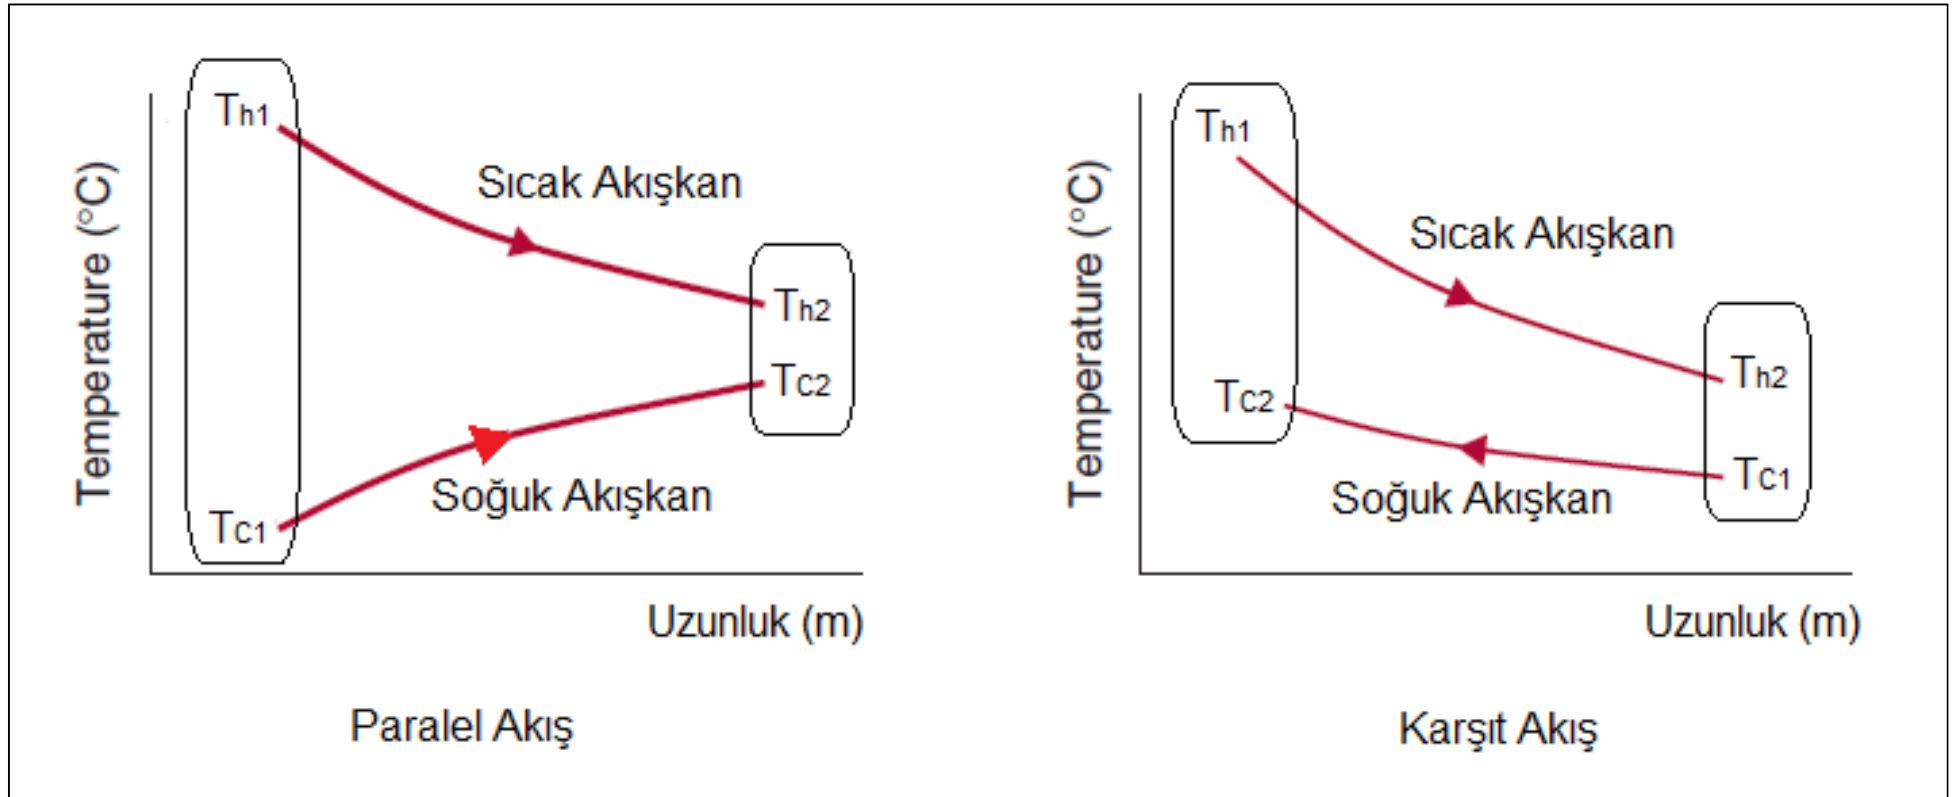 Temperature (°C)
Th1
Sıcak Akışkan
Th2
Tc2
Soğuk Akışkan
Tc1
Uzunluk (m)
Paralel Akış
Temperature (°C)
Th1
Sıcak Akışkan
Th2
Tc2
Tc1
Soğuk Akışkan
Uzunluk (m)
Karşıt Akış